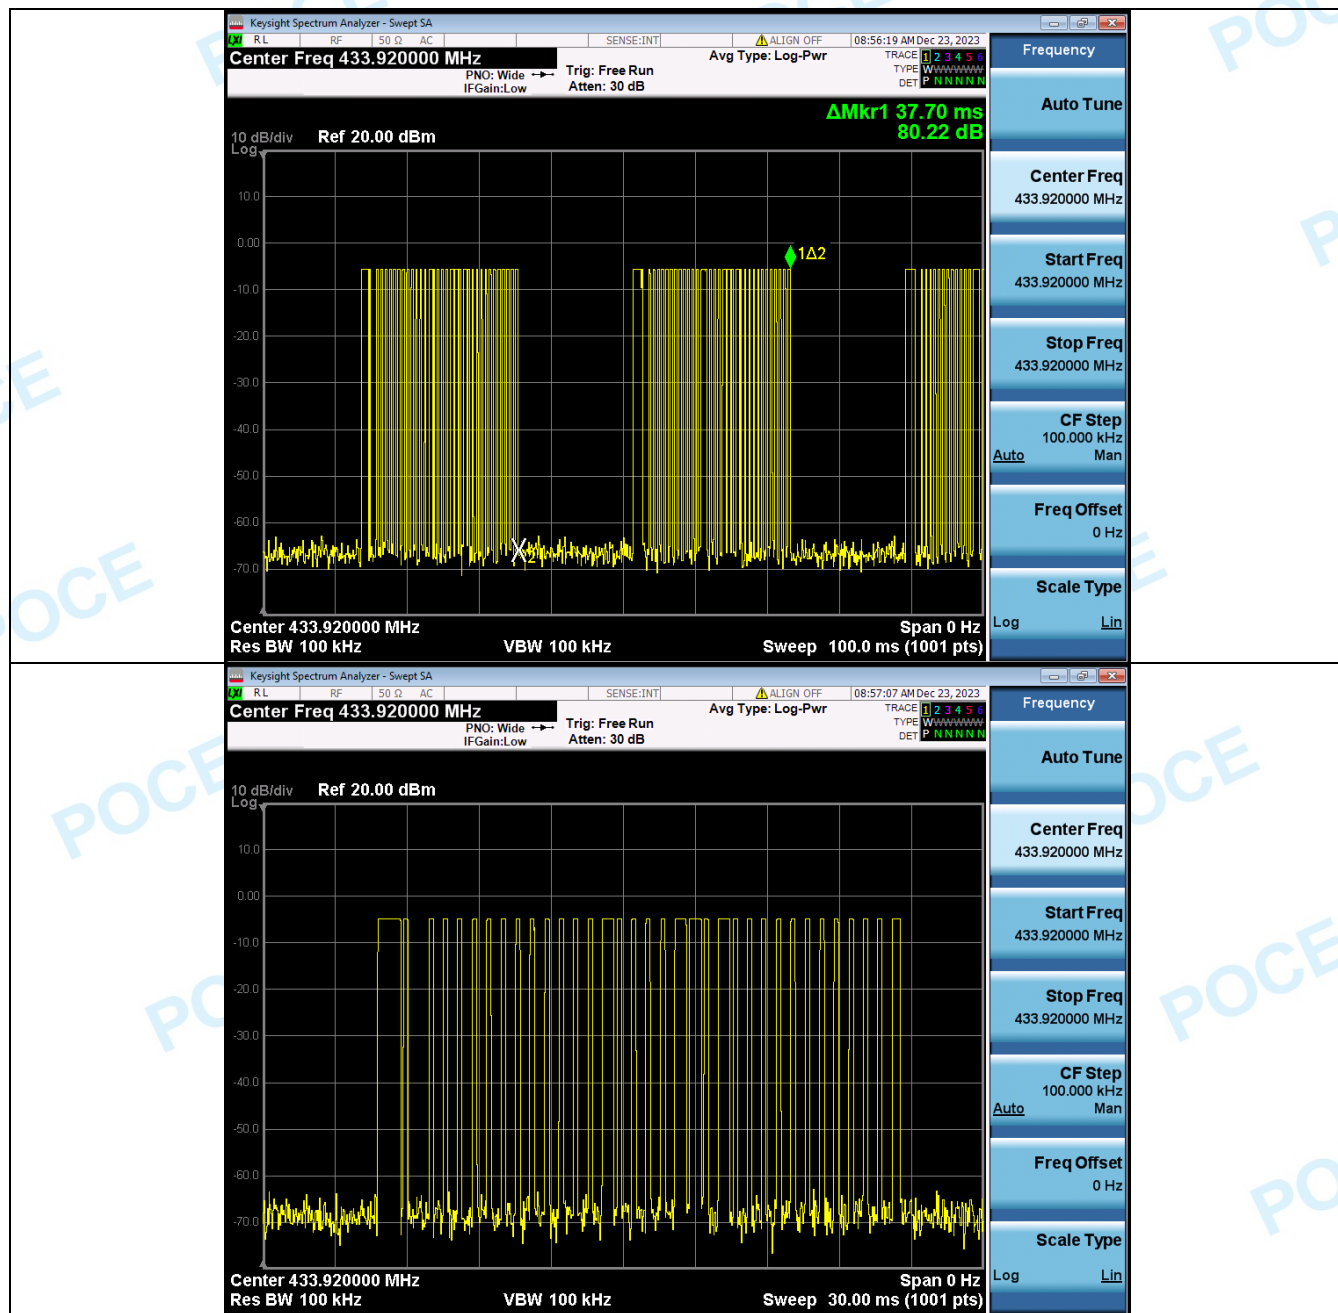 Keysight Spectrum Analyzer - Swept SA
LXI RL RF 50 Ω AC SENSE:INT ALIGN OFF 08:56:19 AM Dec 23, 2023
Center Freq 433.920000 MHz
PNO: Wide
IFGain:Low
Trig: Free Run
Atten: 30 dB
Avg Type: Log-Pwr
TRACE 1 2 3 4 5 6
TYPE WWWWWW
DET P N N N N N
ΔMkr1 37.70 ms
80.22 dB
10 dB/div
Log
Ref 20.00 dBm
10.0
0.00
-10.0
-20.0
-30.0
-40.0
-50.0
-60.0
-70.0
1Δ2
X2
Center 433.920000 MHz
Span 0 Hz
Res BW 100 kHz
VBW 100 kHz
Sweep 100.0 ms (1001 pts)
Frequency
Auto Tune
Center Freq
433.920000 MHz
Start Freq
433.920000 MHz
Stop Freq
433.920000 MHz
CF Step
100.000 kHz
Auto Man
Freq Offset
0 Hz
Scale Type
Log Lin
Keysight Spectrum Analyzer - Swept SA
LXI RL RF 50 Ω AC SENSE:INT ALIGN OFF 08:57:07 AM Dec 23, 2023
Center Freq 433.920000 MHz
PNO: Wide
IFGain:Low
Trig: Free Run
Atten: 30 dB
Avg Type: Log-Pwr
TRACE 1 2 3 4 5 6
TYPE WWWWWW
DET P N N N N N
10 dB/div
Log
Ref 20.00 dBm
10.0
0.00
-10.0
-20.0
-30.0
-40.0
-50.0
-60.0
-70.0
Center 433.920000 MHz
Span 0 Hz
Res BW 100 kHz
VBW 100 kHz
Sweep 30.00 ms (1001 pts)
Frequency
Auto Tune
Center Freq
433.920000 MHz
Start Freq
433.920000 MHz
Stop Freq
433.920000 MHz
CF Step
100.000 kHz
Auto Man
Freq Offset
0 Hz
Scale Type
Log Lin
POCE
POCE
POCE
POCE